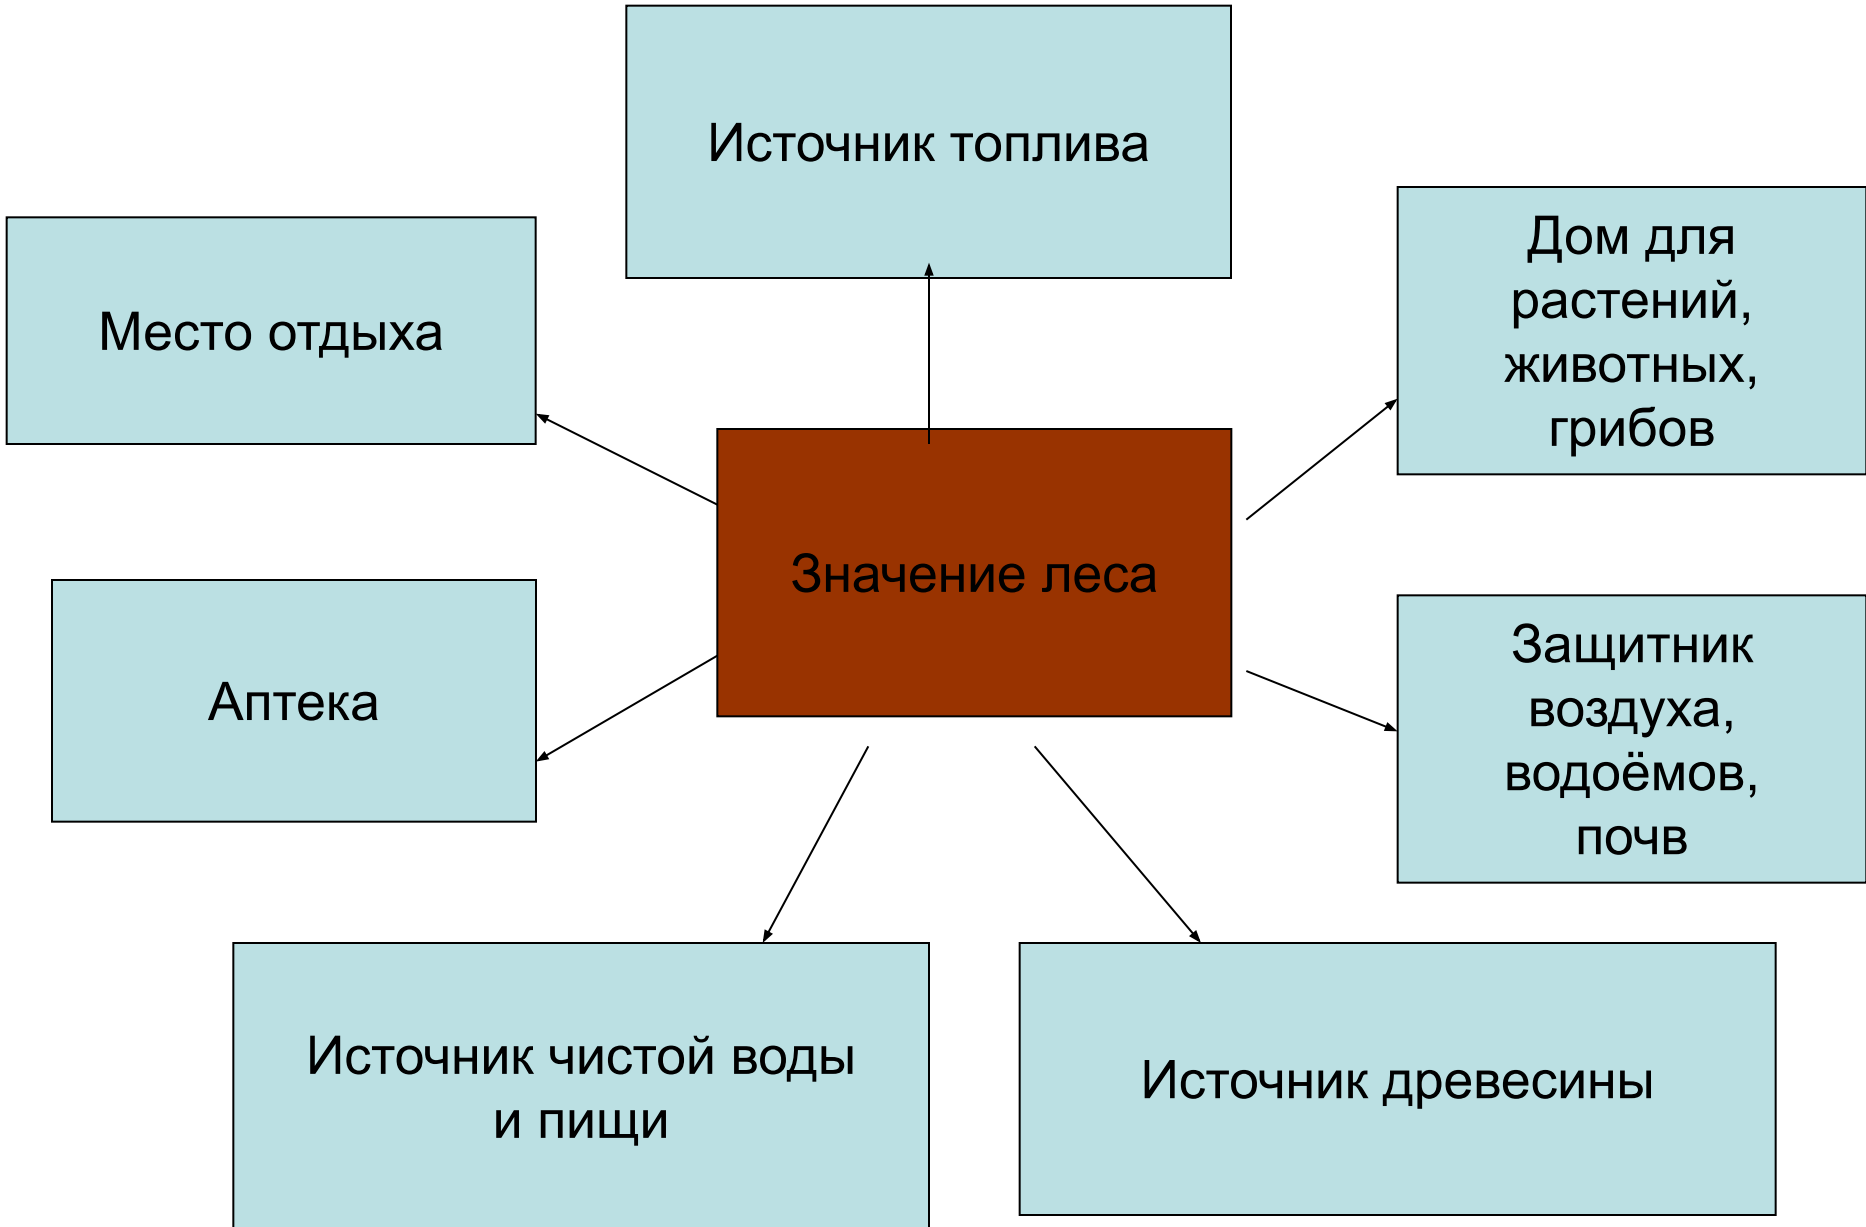 Источник топлива
Место отдыха
Дом для
растений,
животных,
грибов
Значение леса
Аптека
Защитник
воздуха,
водоёмов,
почв
Источник чистой воды
и пищи
Источник древесины